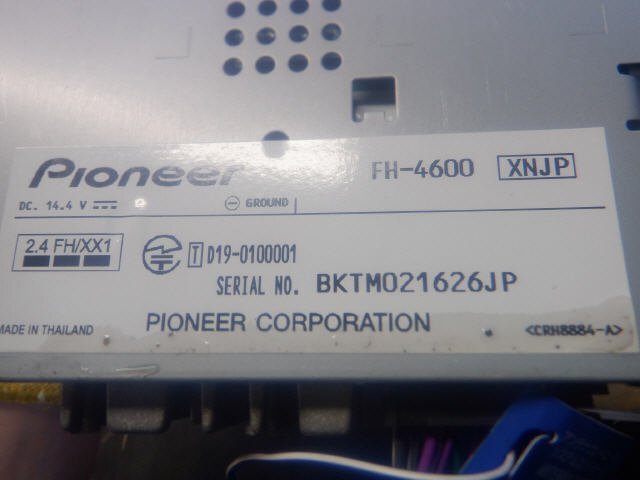 Pioneer FH-4600 XNJP
DC. 14.4 V ⎓ ⊖ GROUND
2.4 FH/XX1
T D19-0100001
SERIAL NO. BKTM021626JP
MADE IN THAILAND PIONEER CORPORATION <CRH8884-A>